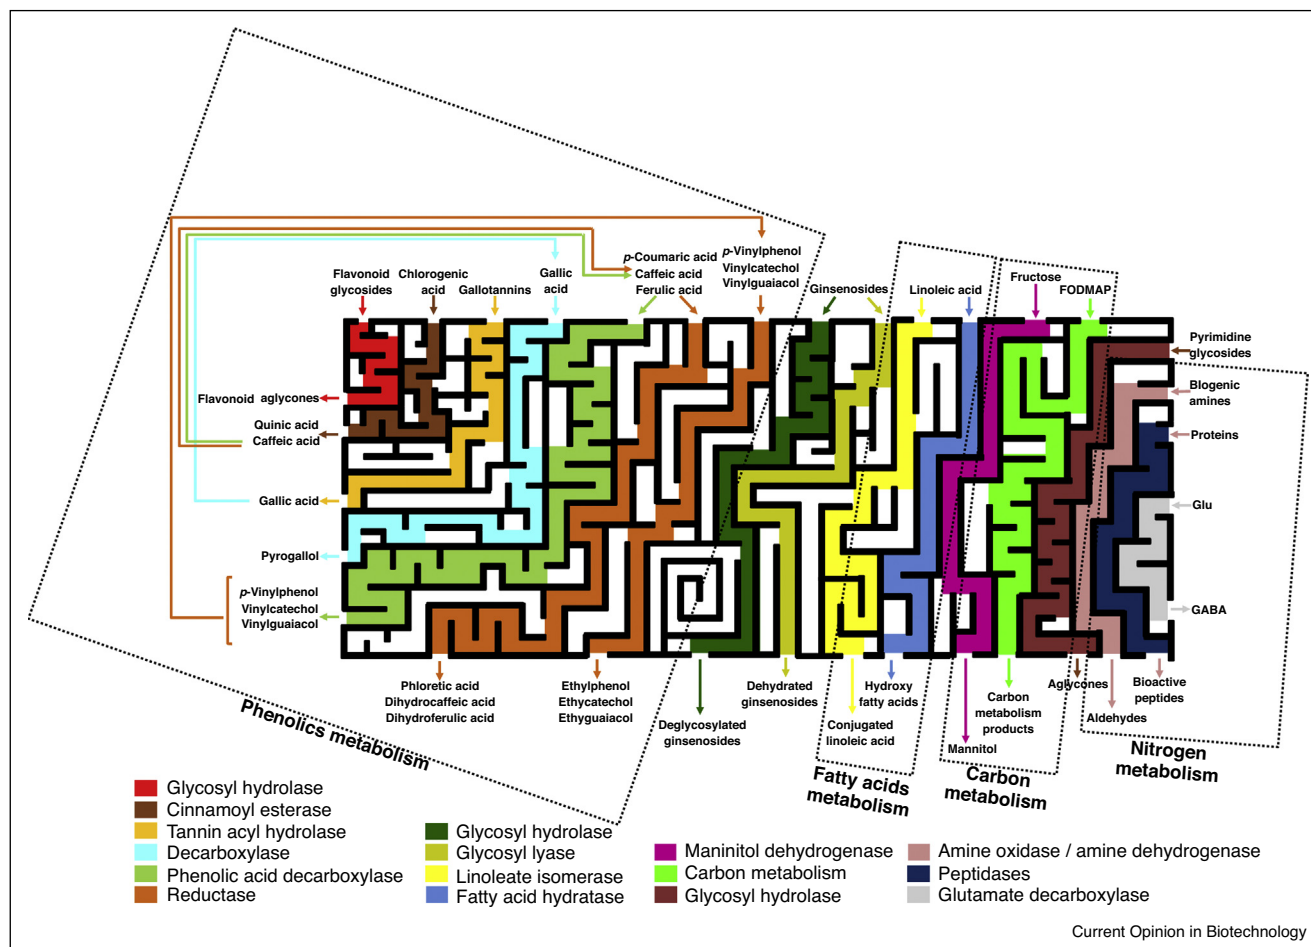 p-Coumaric acid
Caffeic acid
Ferulic acid
p-Vinylphenol
Vinylcatechol
Vinylguaiacol
Flavonoid
glycosides
Chlorogenic
acid
Gallotannins
Gallic
acid
Ginsenosides
Linoleic acid
Fructose
FODMAP
Pyrimidine
glycosides
Blogenic
amines
Proteins
Glu
GABA
Flavonoid aglycones
Quinic acid
Caffeic acid
Gallic acid
Pyrogallol
p-Vinylphenol
Vinylcatechol
Vinylguaiacol
Phloretic acid
Dihydrocaffeic acid
Dihydroferulic acid
Ethylphenol
Ethycatechol
Ethyguaiacol
Deglycosylated
ginsenosides
Dehydrated
ginsenosides
Conjugated
linoleic acid
Hydroxy
fatty acids
Mannitol
Carbon
metabolism
products
Aglycones
Aldehydes
Bioactive
peptides
Phenolics metabolism
Fatty acids
metabolism
Carbon
metabolism
Nitrogen
metabolism
Glycosyl hydrolase
Cinnamoyl esterase
Tannin acyl hydrolase
Decarboxylase
Phenolic acid decarboxylase
Reductase
Glycosyl hydrolase
Glycosyl lyase
Linoleate isomerase
Fatty acid hydratase
Maninitol dehydrogenase
Carbon metabolism
Glycosyl hydrolase
Amine oxidase / amine dehydrogenase
Peptidases
Glutamate decarboxylase
Current Opinion in Biotechnology